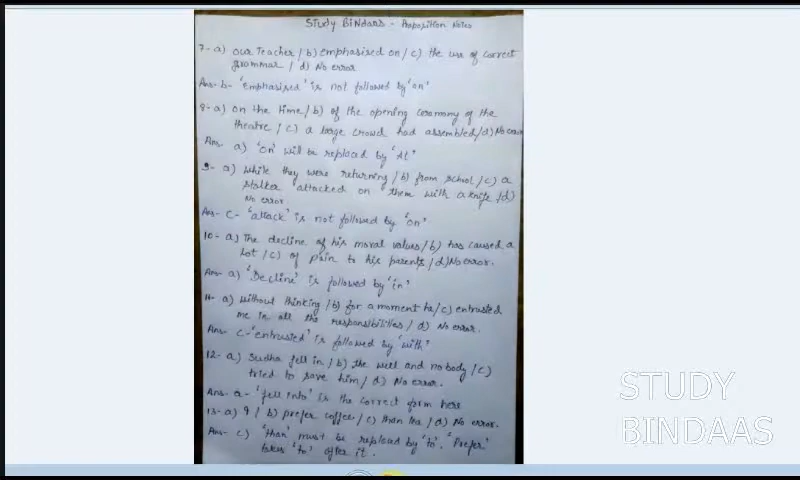 STUDY BINDAAS - Preposition Notes
7- a) our teacher / b) emphasized on / c) the use of correct
grammar / d) No error
Ans- b- 'emphasized' is not followed by 'on'
8- a) on the time / b) of the opening ceramony of the
theatre / c) a large crowd had assembled / d) No error
Ans. a) 'on' will be replaced by 'At'
9- a) while they were returning / b) from school / c) a
stalker attacked on them with a knife / d)
No error
Ans- c- 'attack' is not followed by 'on'
10- a) The decline of his moral values / b) has caused a
lot / c) of pain to his parents / d) No error.
Ans- a) 'Decline' is followed by 'in'
11- a) without thinking / b) for a moment he / c) entrusted
me in all the responsibilities / d) No error.
Ans- c- 'entrusted' is followed by 'with'
12- a) Sudha fell in / b) the well and nobody / c)
tried to save him / d) No error.
Ans- a- 'fell into' is the correct form here
13- a) I / b) prefer coffee / c) than tea / d) No error.
Ans- c) 'than' must be replaced by 'to'. 'Prefer'
takes 'to' after it.
STUDY
BINDAAS